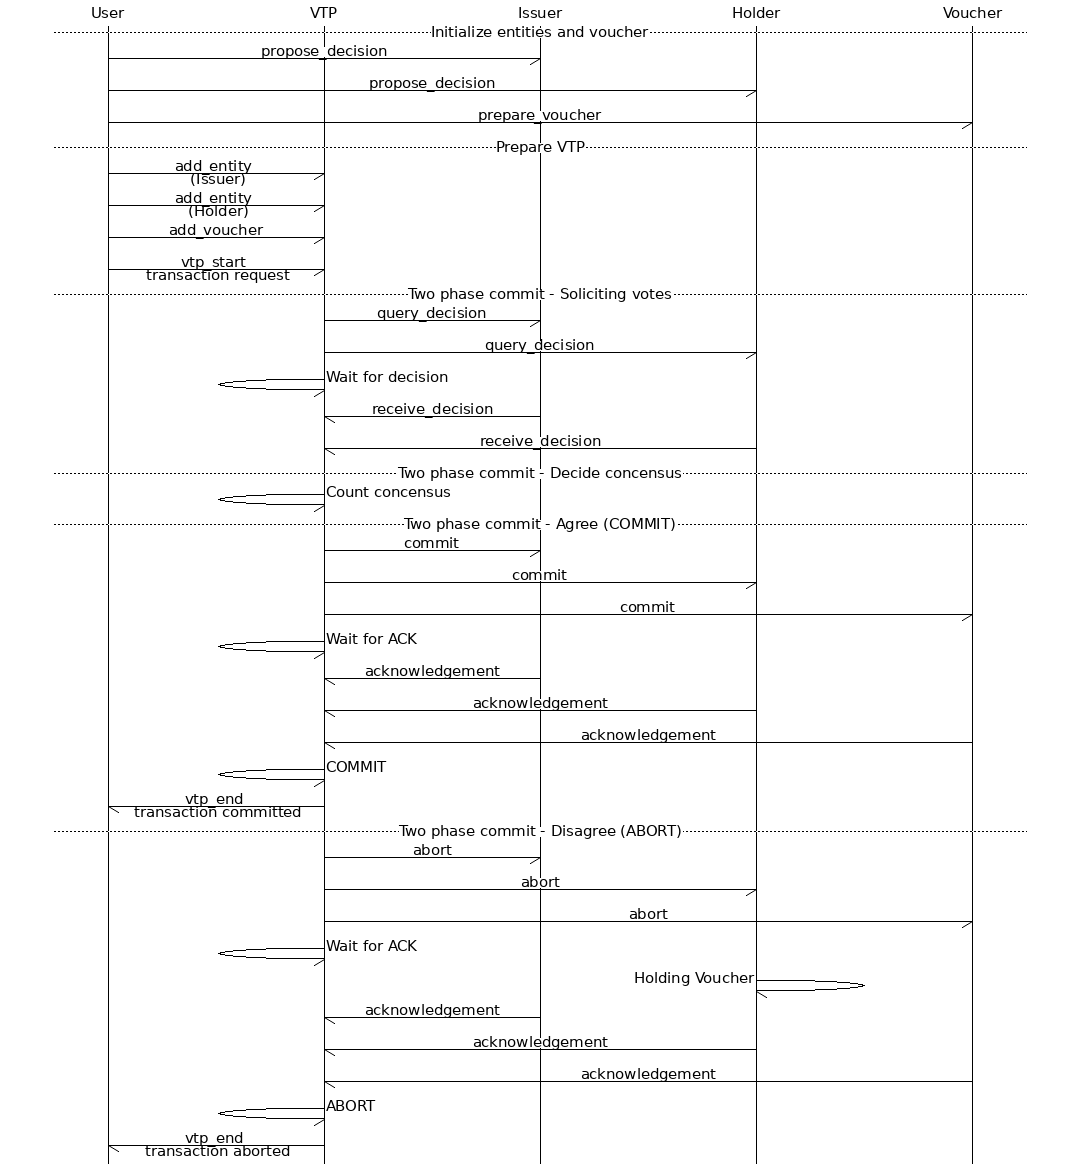 User VTP Issuer Holder Voucher
Initialize entities and voucher
propose_decision
propose_decision
prepare_voucher
Prepare VTP
add_entity
(Issuer)
add_entity
(Holder)
add_voucher
vtp_start
transaction request
Two phase commit - Soliciting votes
query_decision
query_decision
Wait for decision
receive_decision
receive_decision
Two phase commit - Decide concensus
Count concensus
Two phase commit - Agree (COMMIT)
commit
commit
commit
Wait for ACK
acknowledgement
acknowledgement
acknowledgement
COMMIT
vtp_end
transaction committed
Two phase commit - Disagree (ABORT)
abort
abort
abort
Wait for ACK
Holding Voucher
acknowledgement
acknowledgement
acknowledgement
ABORT
vtp_end
transaction aborted